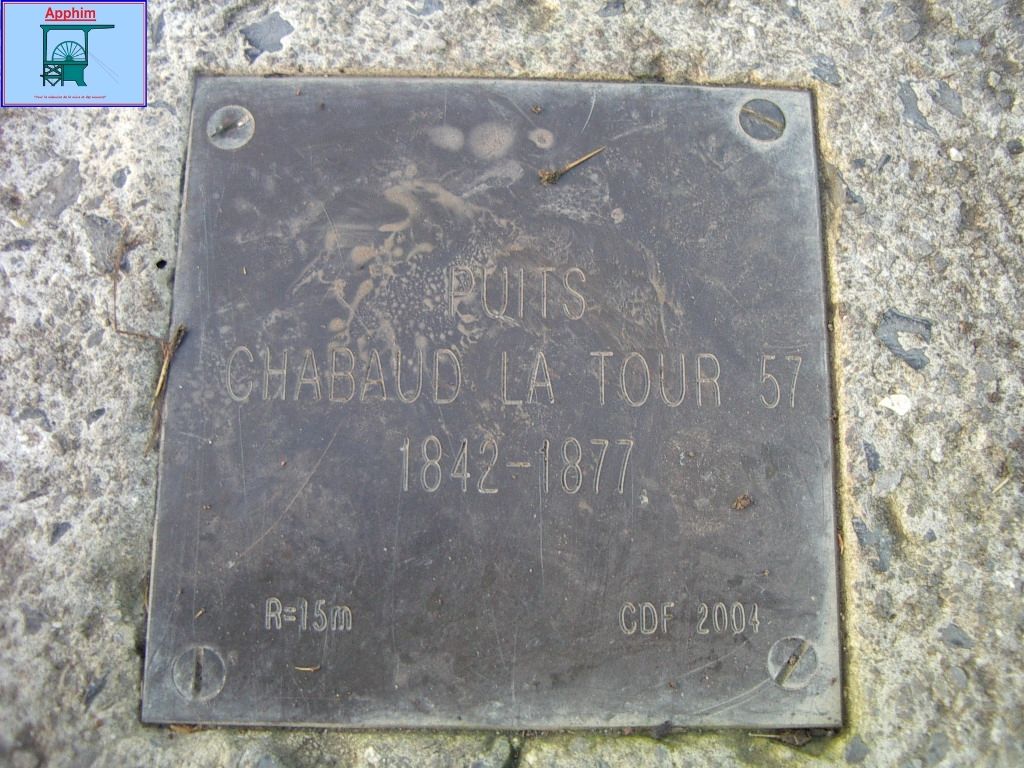 Apphim
PUITS
CHABAUD LA TOUR 57
1842-1877
R=15m
CDF 2004